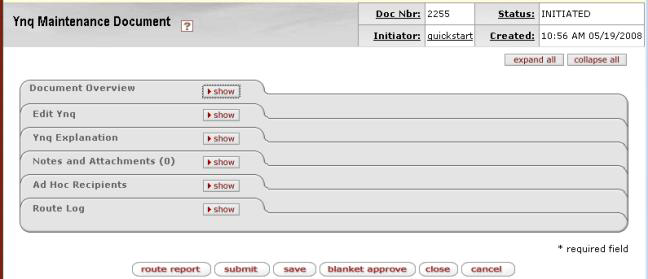 Ynq Maintenance Document ?
Doc Nbr: 2255 Status: INITIATED
Initiator: quickstart Created: 10:56 AM 05/19/2008
expand all collapse all
Document Overview show
Edit Ynq show
Ynq Explanation show
Notes and Attachments (0) show
Ad Hoc Recipients show
Route Log show
* required field
route report submit save blanket approve close cancel